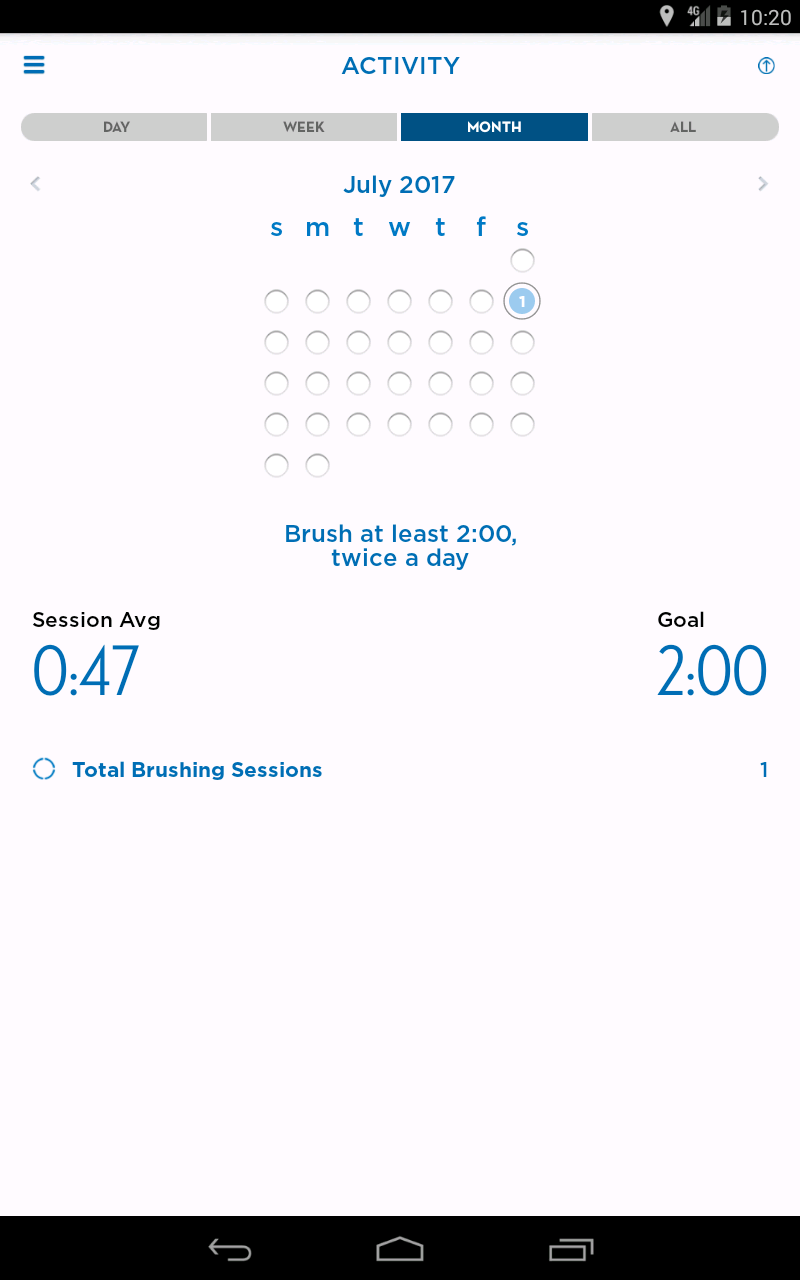 4G 10:20
ACTIVITY
DAY WEEK MONTH ALL
July 2017
s m t w t f s
1
Brush at least 2:00,
twice a day
Session Avg Goal
0:47 2:00
Total Brushing Sessions 1